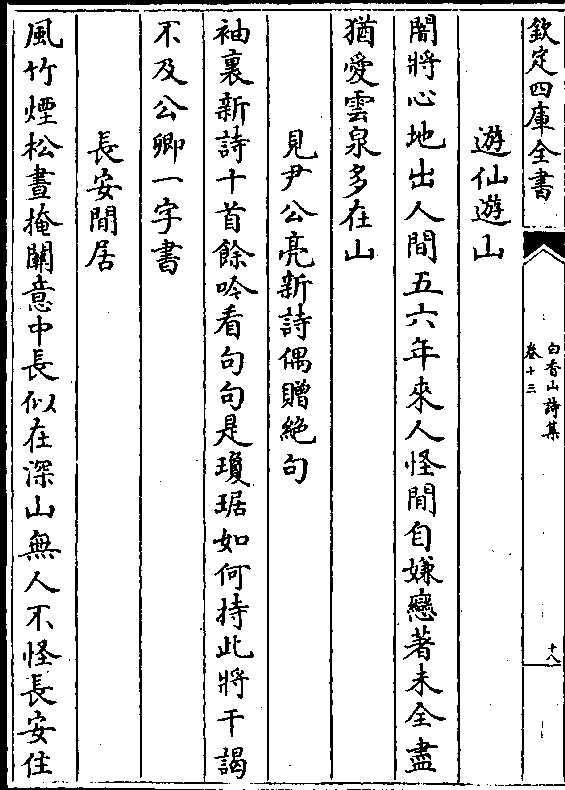 欽定四庫全書
白香山詩集
卷十三
十八
遊仙遊山
闇將心地出人間五六年來人怪閒自嫌戀著未全盡
猶愛雲泉多在山
見尹公亮新詩偶贈絶句
袖裏新詩十首餘吟看句句是瓊琚如何持此將干謁
不及公卿一字書
長安閒居
風竹煙松晝掩關意中長似在深山無人不怪長安住